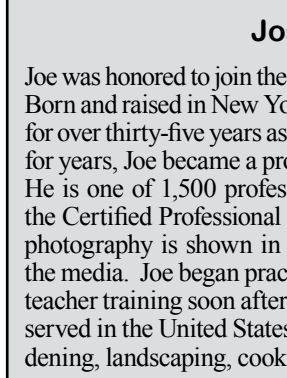 Jo
Joe was honored to join the
Born and raised in New Yo
for over thirty-five years as
for years, Joe became a pro
He is one of 1,500 profes
the Certified Professional
photography is shown in
the media.  Joe began prac
teacher training soon after
served in the United States
dening, landscaping, cook